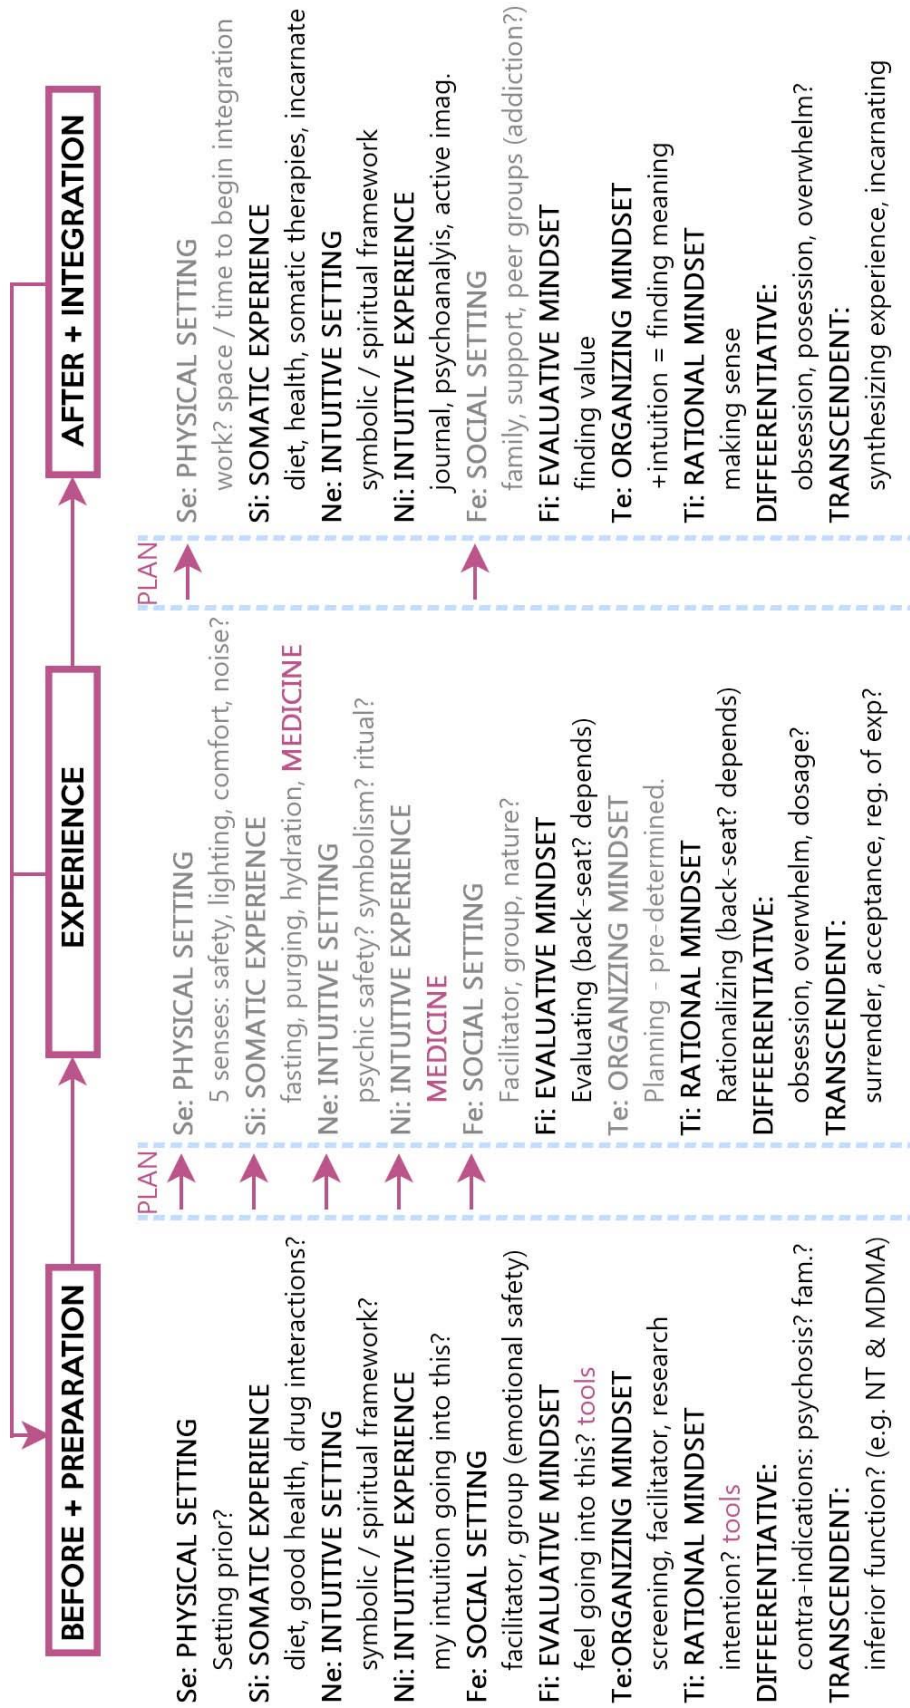 BEFORE + PREPARATION
Se: PHYSICAL SETTING
Setting prior?
Si: SOMATIC EXPERIENCE
diet, good health, drug interactions?
Ne: INTUITIVE SETTING
symbolic / spiritual framework?
Ni: INTUITIVE EXPERIENCE
my intuition going into this?
Fe: SOCIAL SETTING
facilitator, group (emotional safety)
Fi: EVALUATIVE MINDSET
feel going into this? tools
Te:ORGANIZING MINDSET
screening, facilitator, research
Ti: RATIONAL MINDSET
intention? tools
DIFFERENTIATIVE:
contra-indications: psychosis? fam.?
TRANSCENDENT:
inferior function? (e.g. NT & MDMA)
PLAN
EXPERIENCE
Se: PHYSICAL SETTING
5 senses: safety, lighting, comfort, noise?
Si: SOMATIC EXPERIENCE
fasting, purging, hydration, MEDICINE
Ne: INTUITIVE SETTING
psychic safety? symbolism? ritual?
Ni: INTUITIVE EXPERIENCE
MEDICINE
Fe: SOCIAL SETTING
Facilitator, group, nature?
Fi: EVALUATIVE MINDSET
Evaluating (back-seat? depends)
Te: ORGANIZING MINDSET
Planning - pre-determined.
Ti: RATIONAL MINDSET
Rationalizing (back-seat? depends)
DIFFERENTIATIVE:
obsession, overwhelm, dosage?
TRANSCENDENT:
surrender, acceptance, reg. of exp?
PLAN
AFTER + INTEGRATION
Se: PHYSICAL SETTING
work? space / time to begin integration
Si: SOMATIC EXPERIENCE
diet, health, somatic therapies, incarnate
Ne: INTUITIVE SETTING
symbolic / spiritual framework
Ni: INTUITIVE EXPERIENCE
journal, psychoanalysis, active imag.
Fe: SOCIAL SETTING
family, support, peer groups (addiction?)
Fi: EVALUATIVE MINDSET
finding value
Te: ORGANIZING MINDSET
+intuition = finding meaning
Ti: RATIONAL MINDSET
making sense
DIFFERENTIATIVE:
obsession, posession, overwhelm?
TRANSCENDENT:
synthesizing experience, incarnating